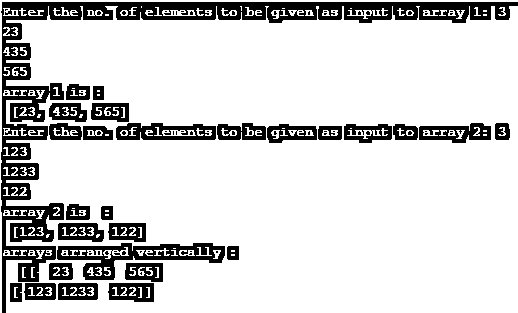 Enter the no. of elements to be given as input to array 1: 3
23
435
565
array 1 is :
[23, 435, 565]
Enter the no. of elements to be given as input to array 2: 3
123
1233
122
array 2 is  :
[123, 1233, 122]
arrays arranged vertically :
[[  23  435  565]
[ 123 1233  122]]